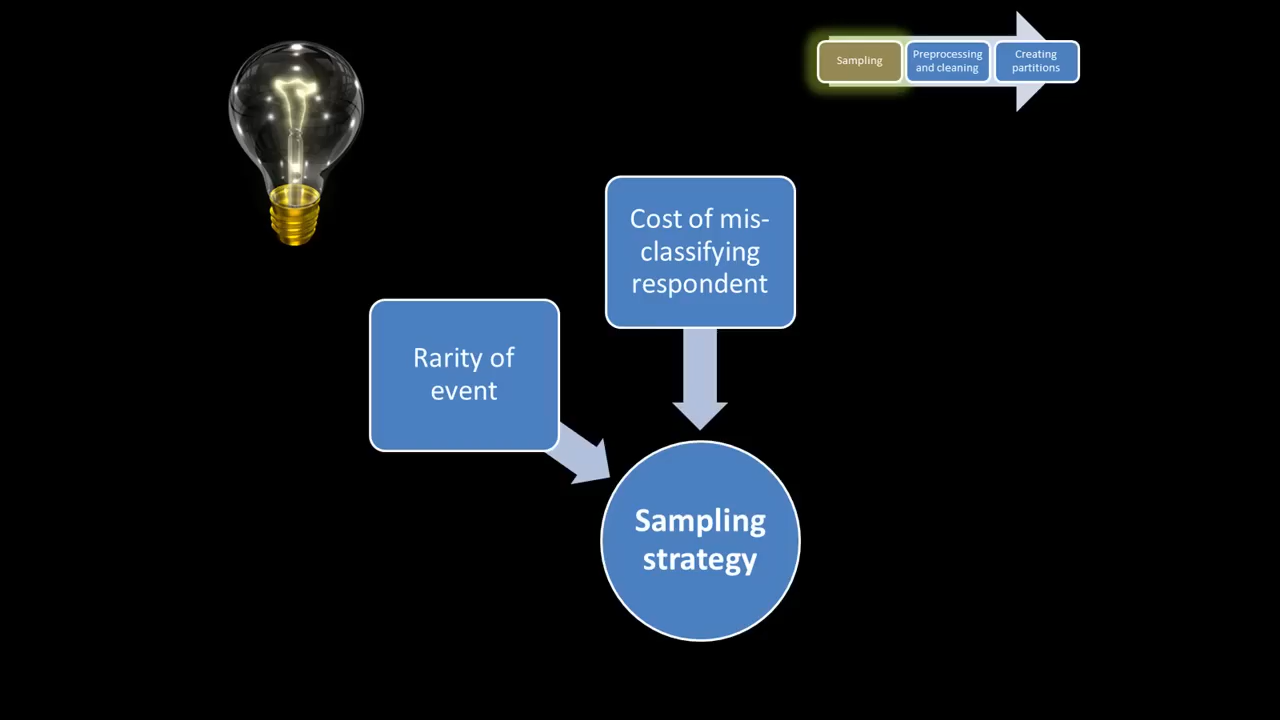 Sampling
Preprocessing
and cleaning
Creating
partitions
Cost of mis-
classifying
respondent
Rarity of
event
Sampling
strategy